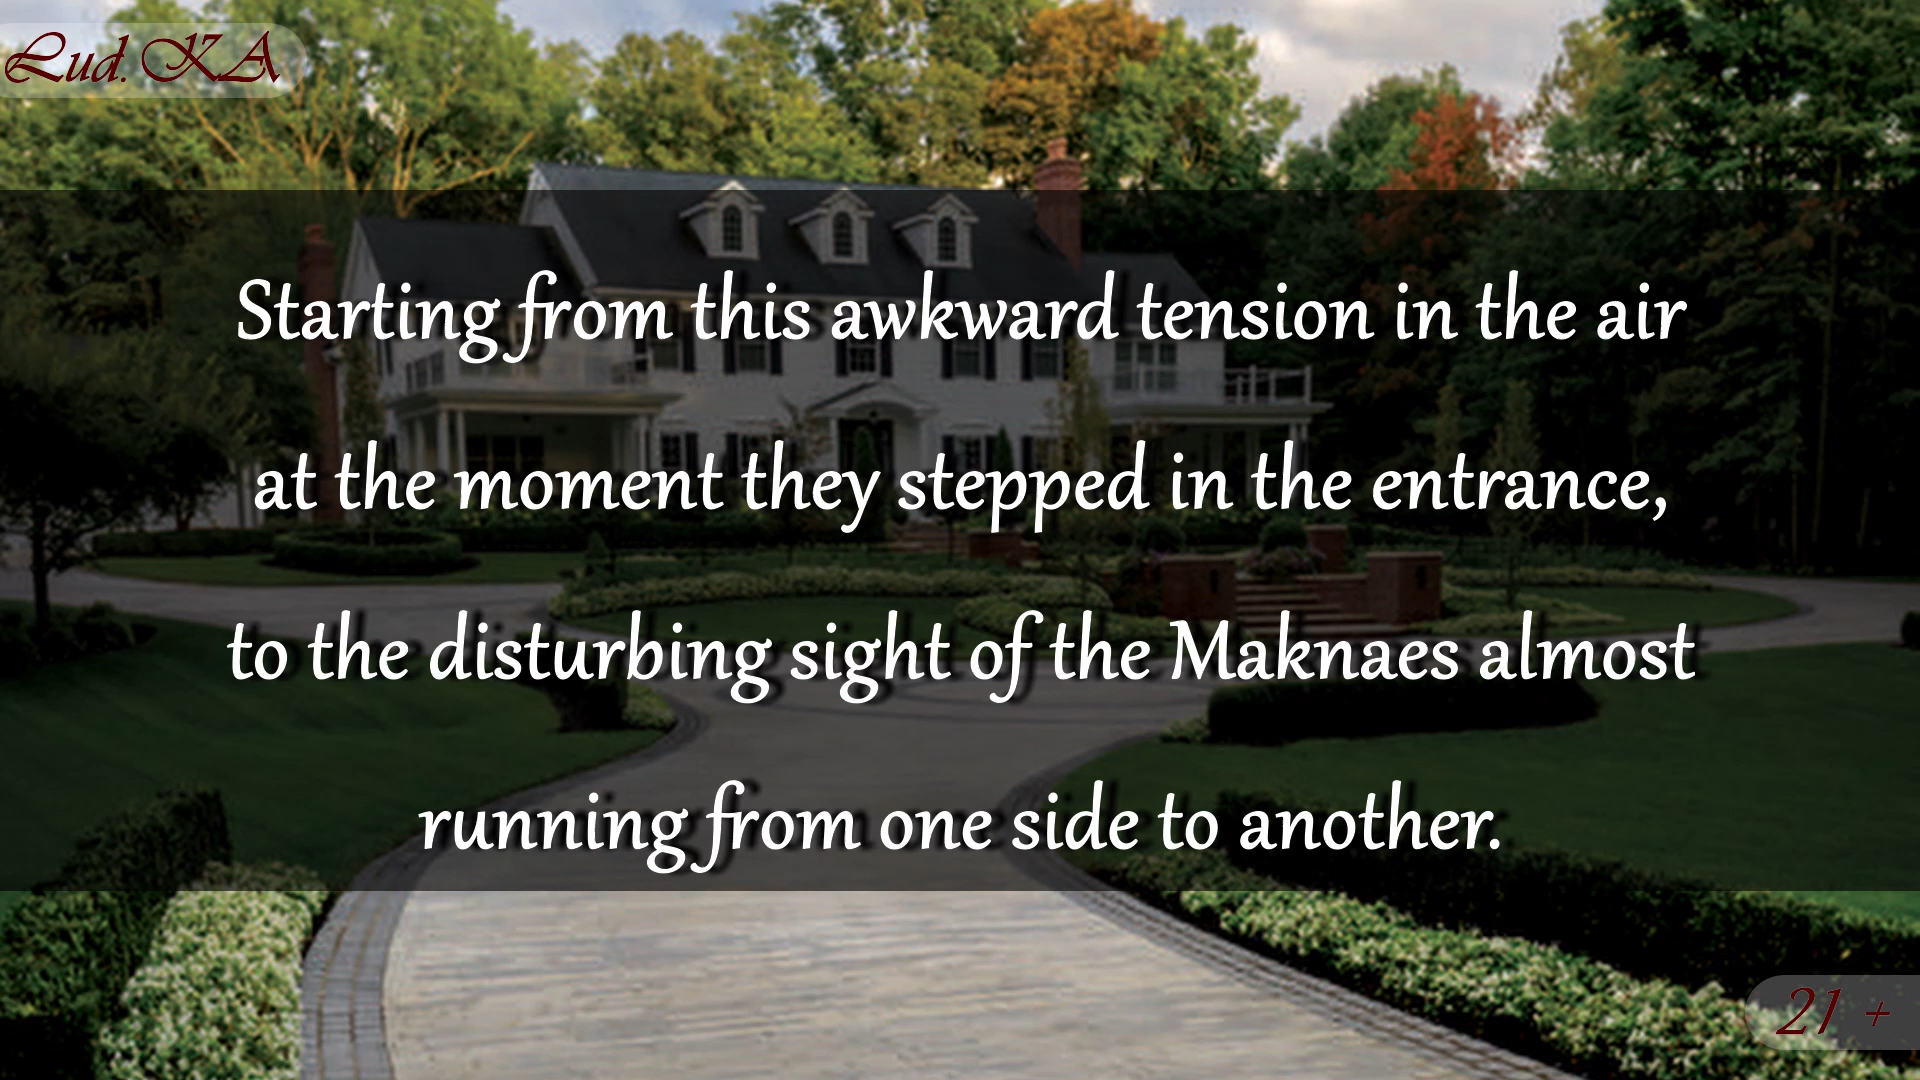 Lud. KA
Starting from this awkward tension in the air
at the moment they stepped in the entrance,
to the disturbing sight of the Maknaes almost
running from one side to another.
21 +